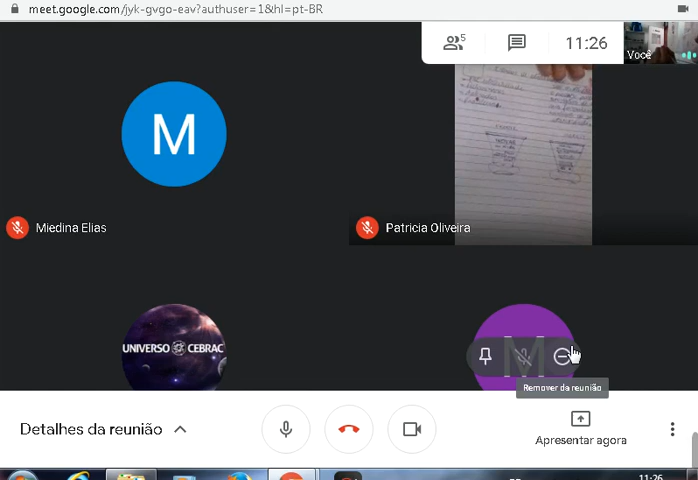 meet.google.com/jyk-gvgo-eav?authuser=1&hl=pt-BR
5
11:26
Você
M
Miedina Elias
Patricia Oliveira
UNIVERSO CEBRAC
M
Remover da reunião
Detalhes da reunião
Apresentar agora
11:26